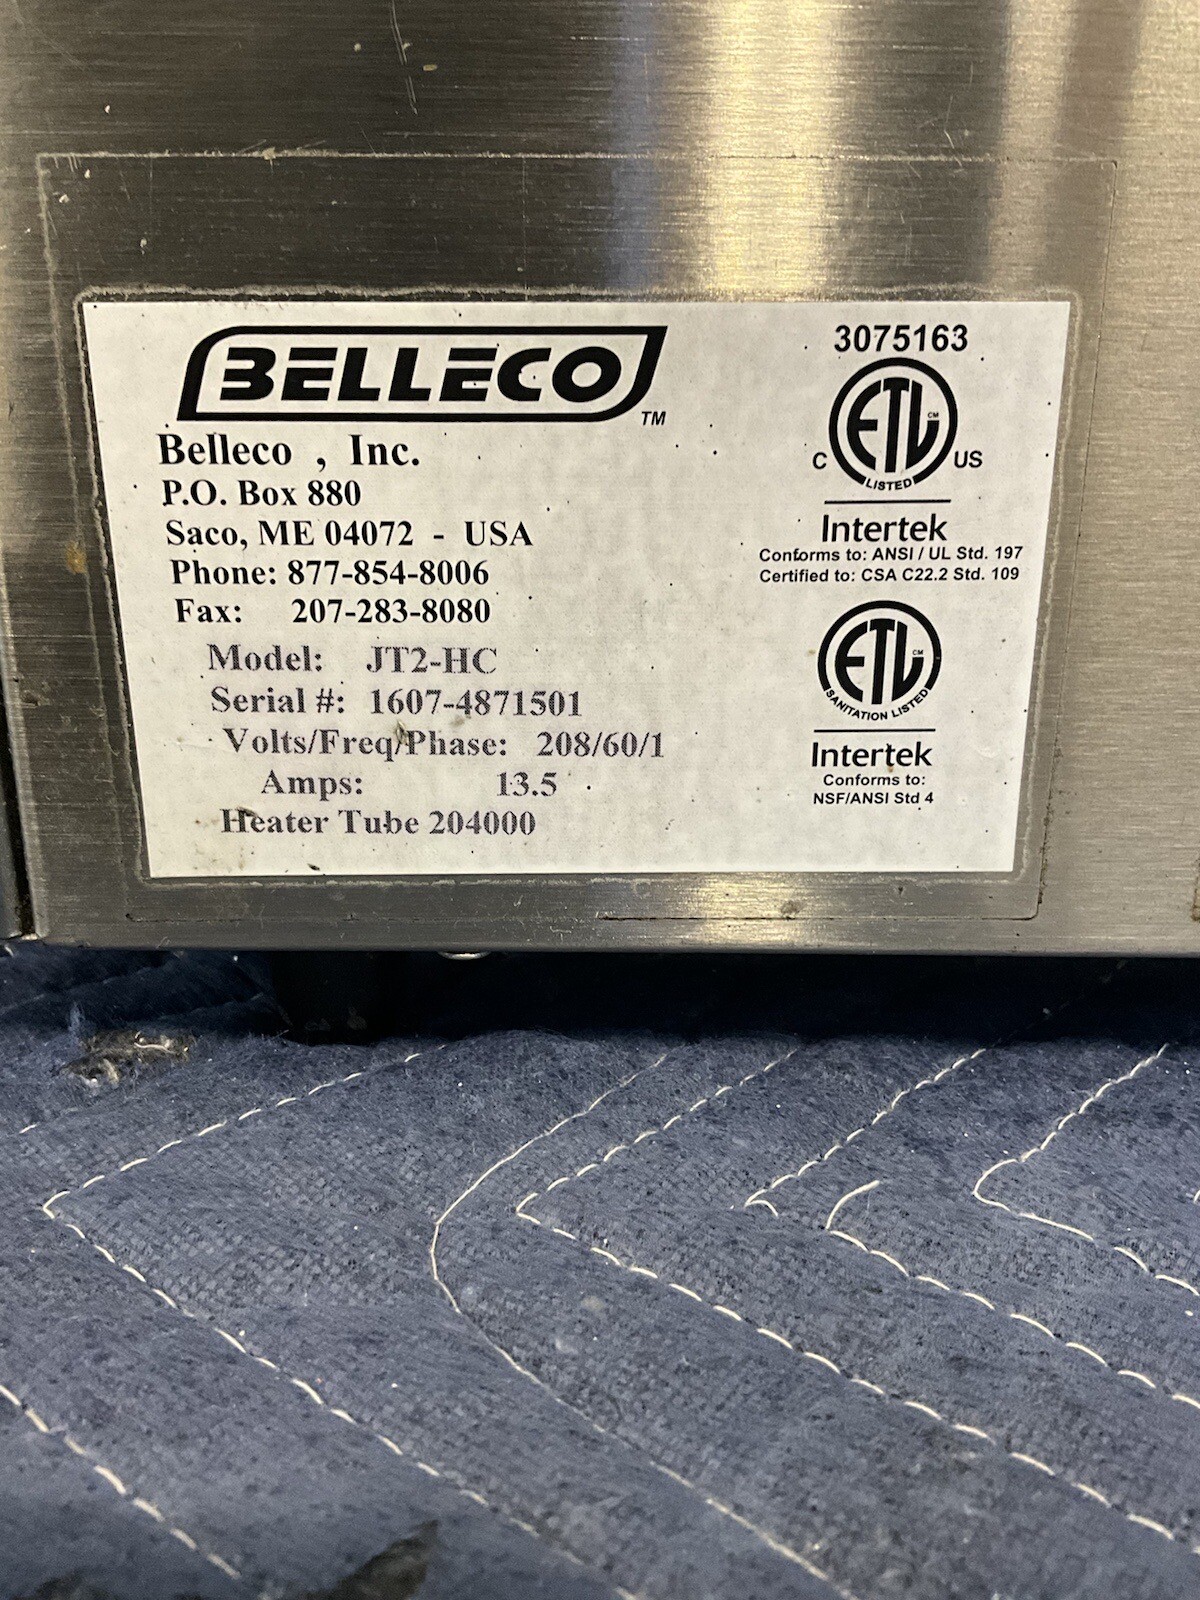 BELLECO TM
Belleco , Inc.
P.O. Box 880
Saco, ME 04072 - USA
Phone: 877-854-8006
Fax: 207-283-8080
Model: JT2-HC
Serial #: 1607-4871501
Volts/Freq/Phase: 208/60/1
Amps: 13.5
Heater Tube 204000
3075163
ETL CM
C LISTED US
Intertek
Conforms to: ANSI / UL Std. 197
Certified to: CSA C22.2 Std. 109
ETL CM
SANITATION LISTED
Intertek
Conforms to:
NSF/ANSI Std 4